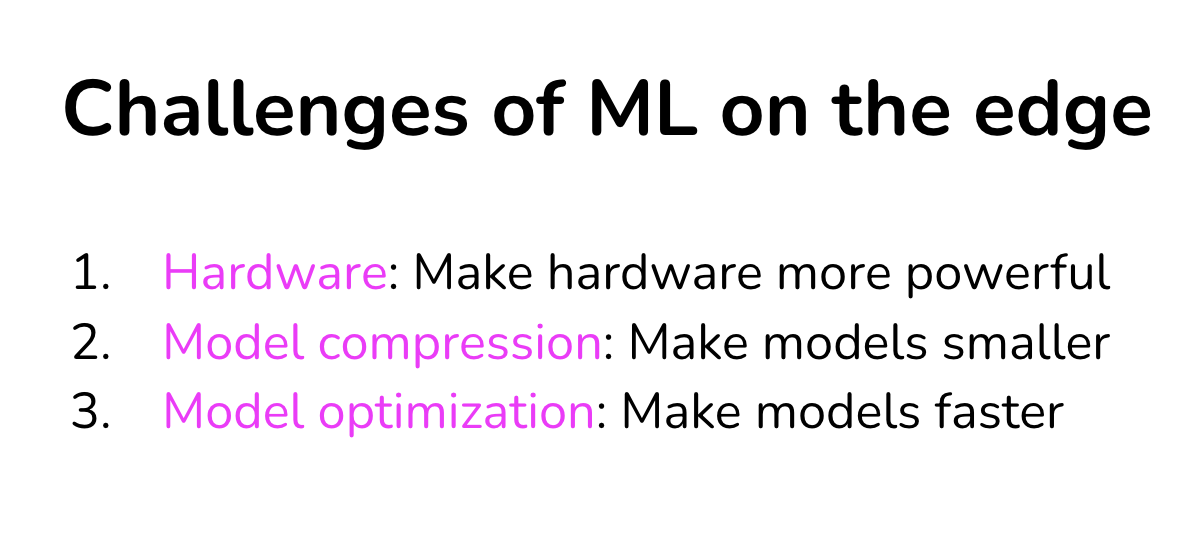 Challenges of ML on the edge
1. Hardware: Make hardware more powerful
2. Model compression: Make models smaller
3. Model optimization: Make models faster